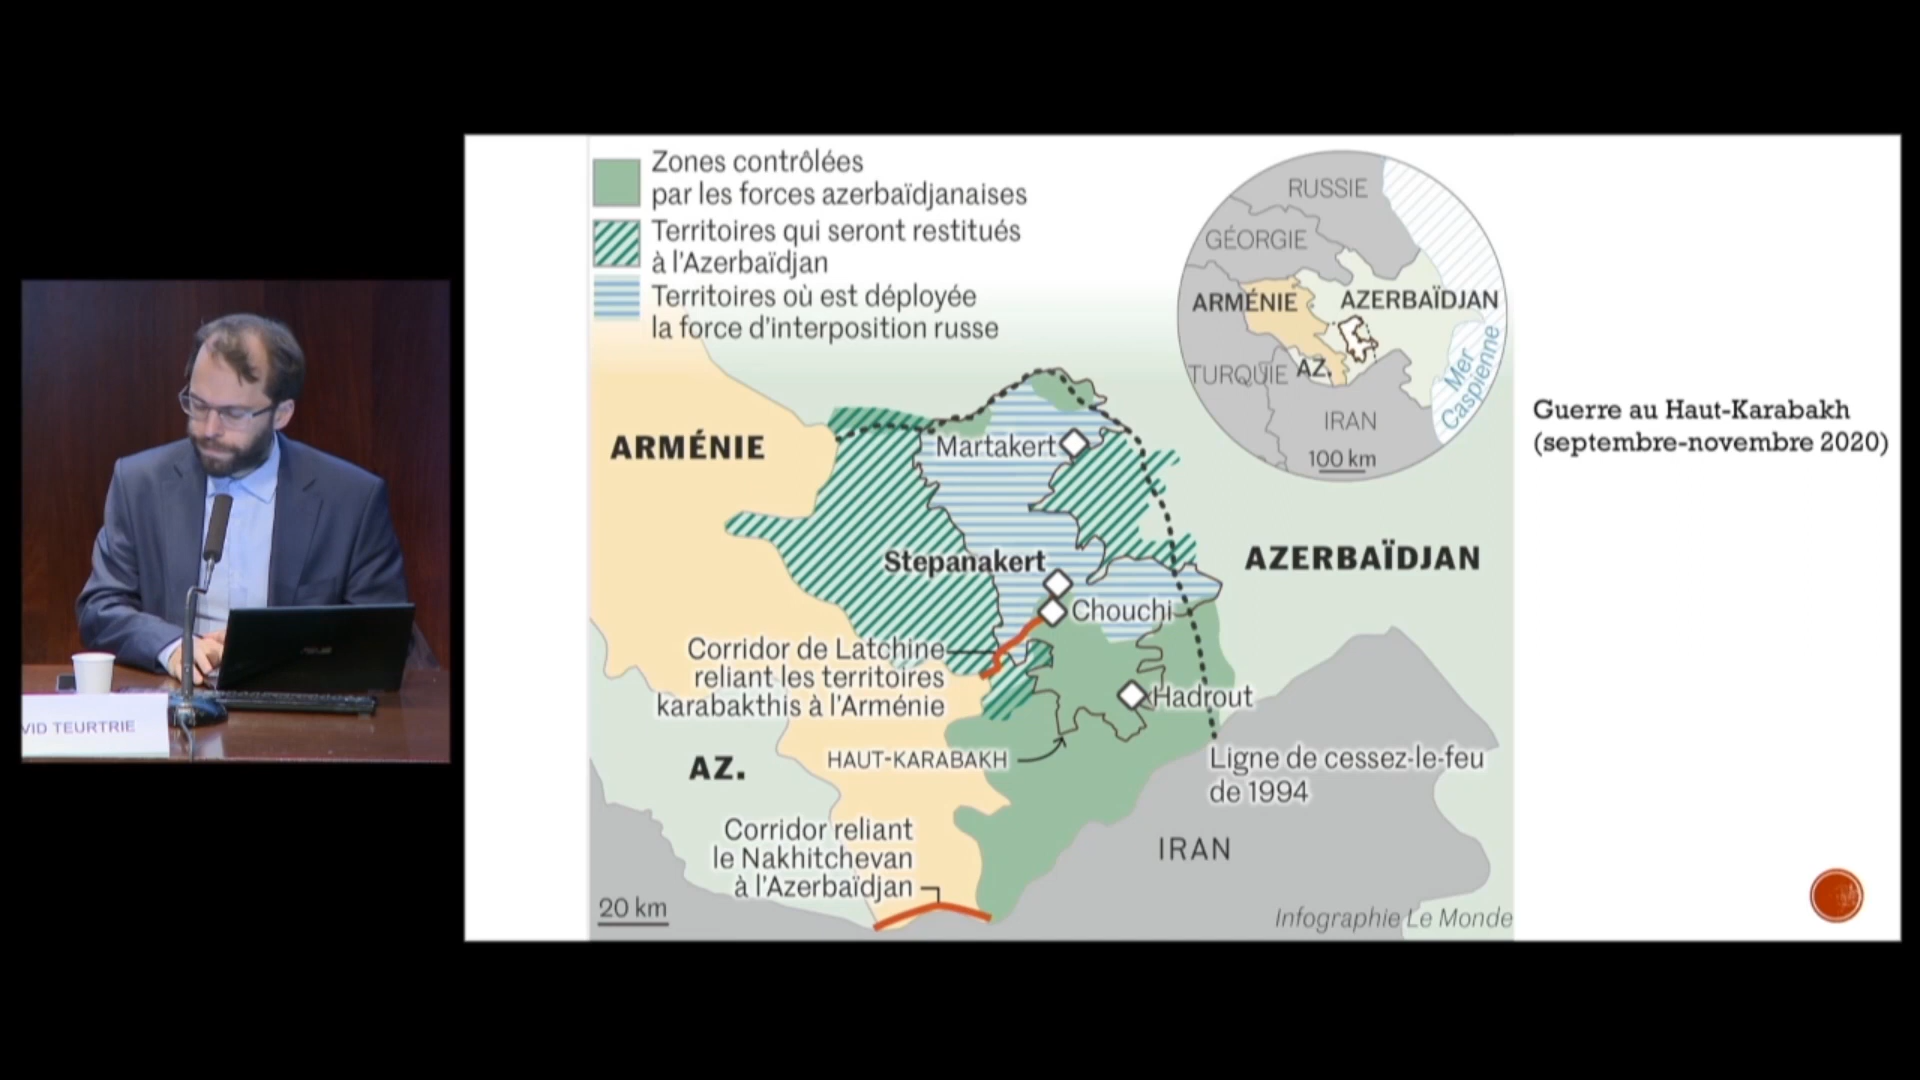 Zones contrôlées
par les forces azerbaïdjanaises
Territoires qui seront restitués
à l'Azerbaïdjan
Territoires où est déployée
la force d'interposition russe
RUSSIE
GÉORGIE
ARMÉNIE
AZERBAÏDJAN
TURQUIE
AZ.
Mer
Caspienne
IRAN
100 km
Guerre au Haut-Karabakh
(septembre-novembre 2020)
ARMÉNIE
Martakert
Stepanakert
AZERBAÏDJAN
Chouchi
Corridor de Latchine
reliant les territoires
karabakthis à l'Arménie
Hadrout
HAUT-KARABAKH
AZ.
Ligne de cessez-le-feu
de 1994
Corridor reliant
le Nakhitchevan
à l'Azerbaïdjan
IRAN
20 km
Infographie Le Monde
VID TEURTRIE